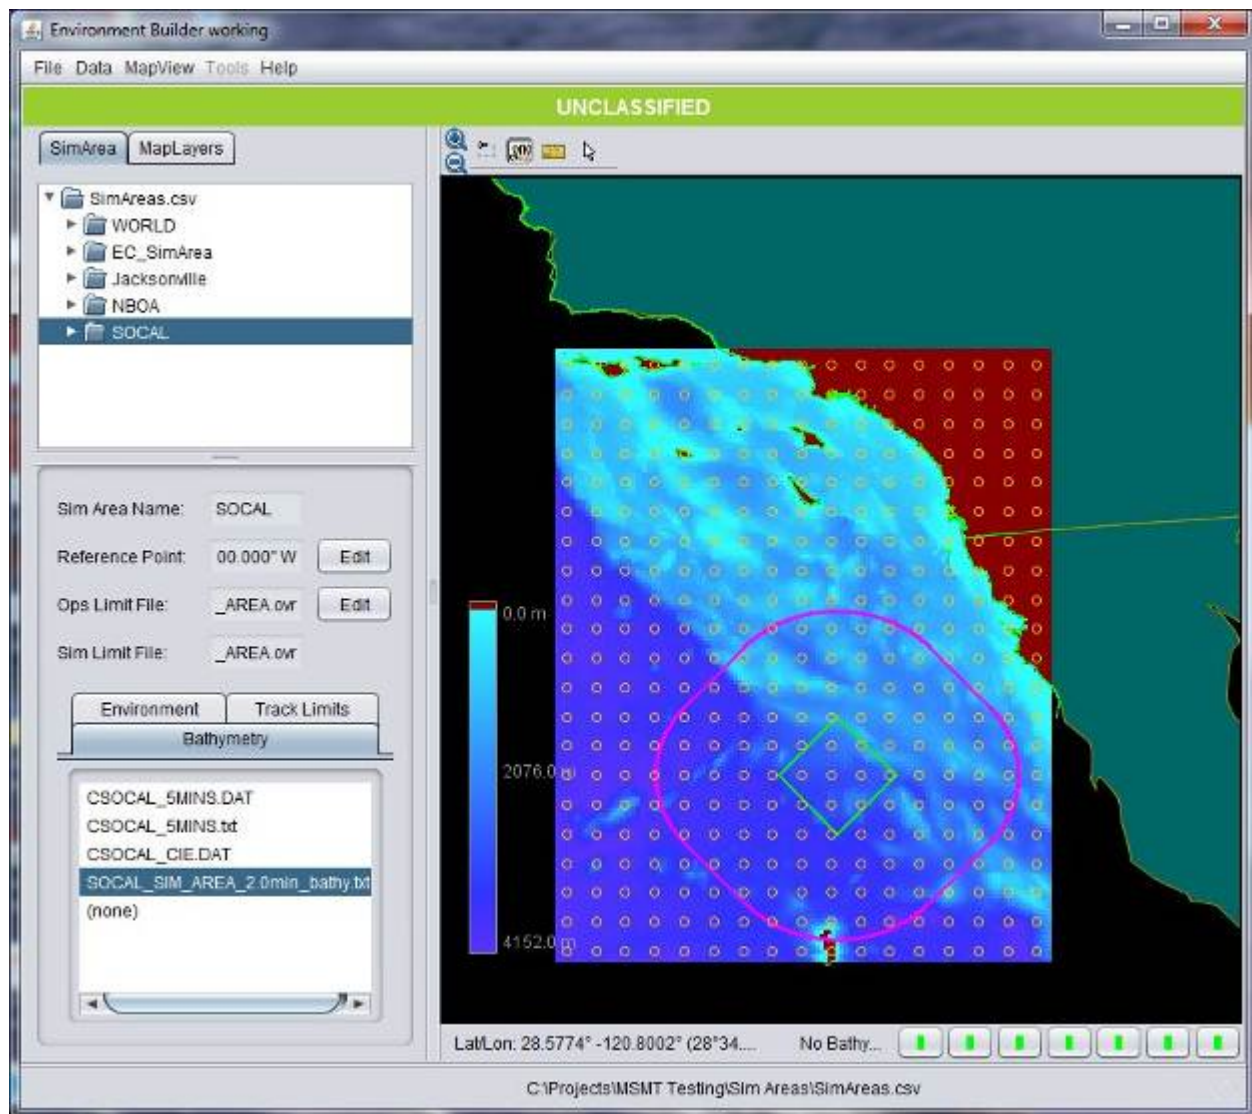 Environment Builder working
File Data MapView Tools Help
UNCLASSIFIED
SimArea MapLayers
SimAreas.csv
WORLD
EC_SimArea
Jacksonville
NBOA
SOCAL
Sim Area Name: SOCAL
Reference Point: 00.000" W Edit
Ops Limit File: _AREA.ovr Edit
Sim Limit File: _AREA.ovr
Environment Track Limits
Bathymetry
CSOCAL_5MINS.DAT
CSOCAL_5MINS.txt
CSOCAL_CIE.DAT
SOCAL_SIM_AREA_2.0min_bathy.txt
(none)
0.0 m
2076.0 m
4152.0 m
Lat/Lon: 28.5774° -120.8002° (28°34.... No Bathy...
C:\Projects\MSMT Testing\Sim Areas\SimAreas.csv